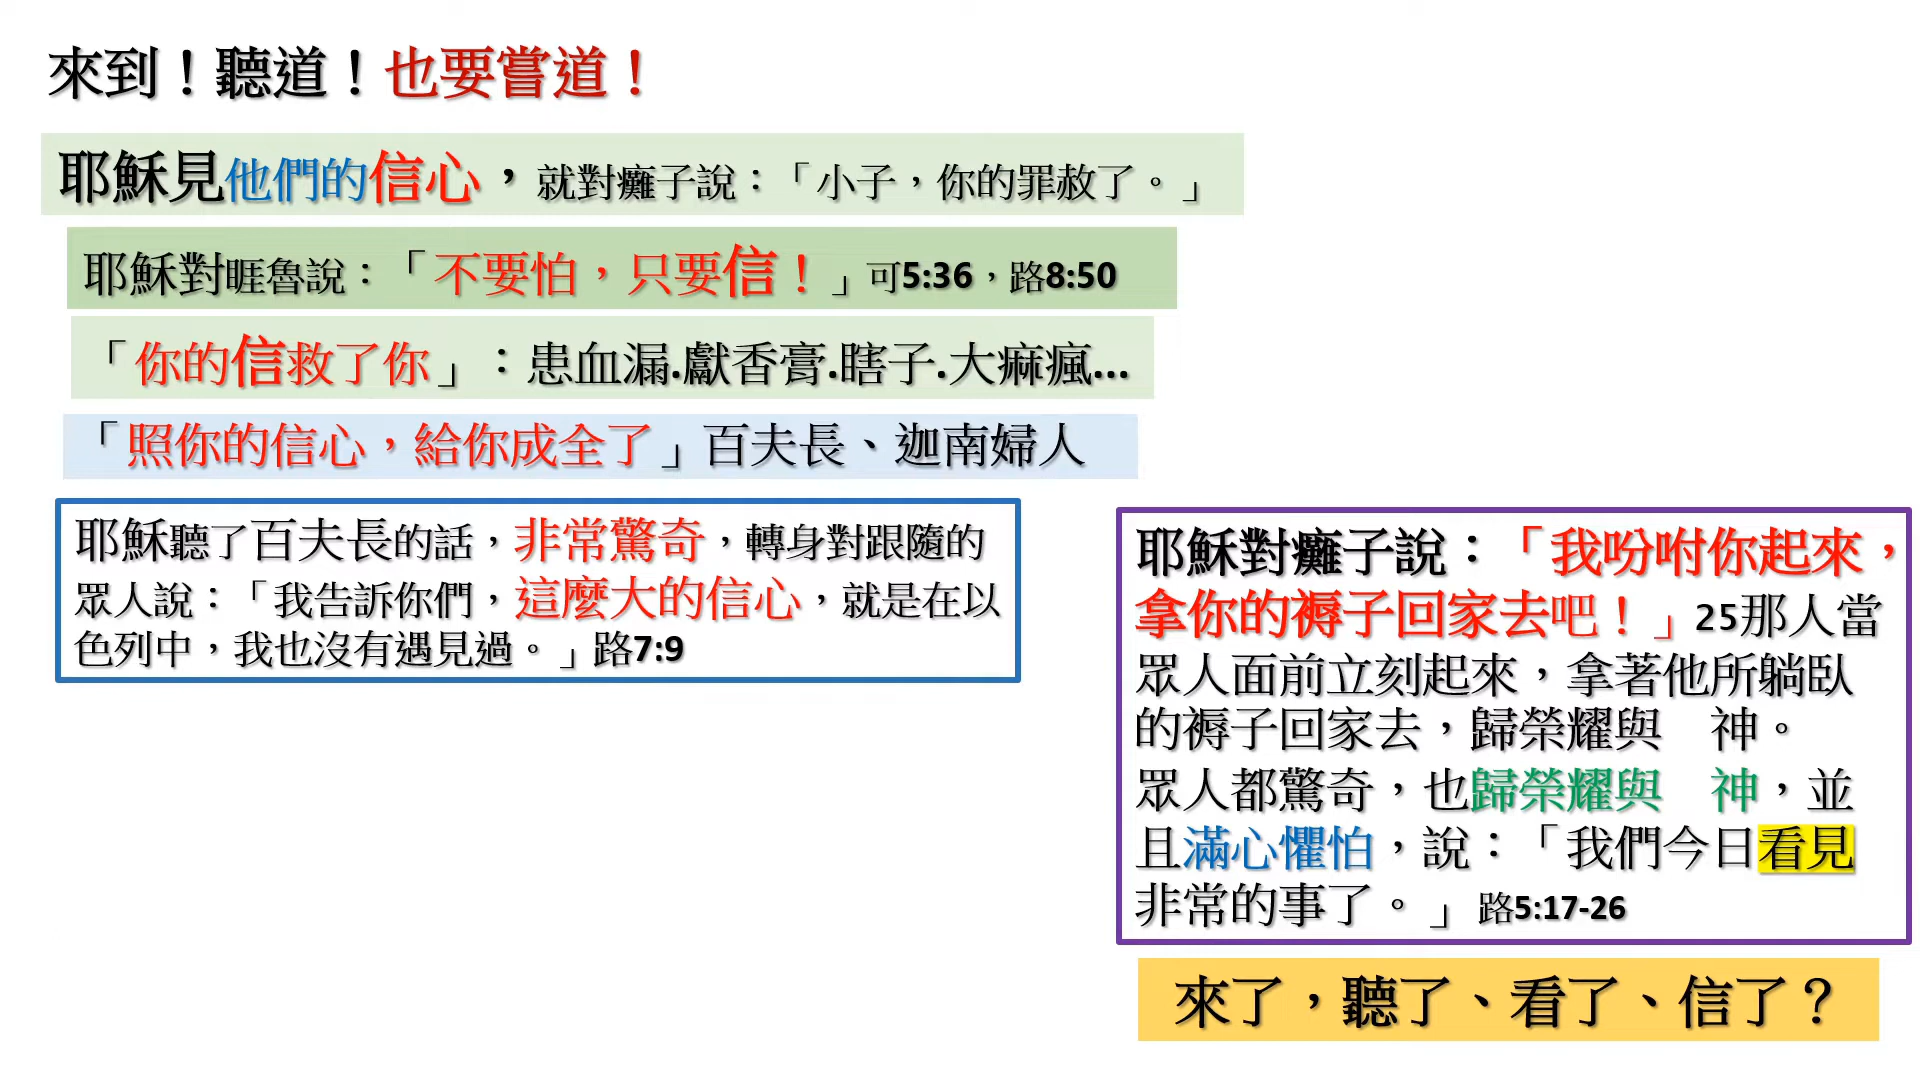 來到！聽道！也要嘗道！
耶穌見他們的信心，就對癱子說：「小子，你的罪赦了。」
耶穌對睚魯說：「不要怕，只要信！」可5:36，路8:50
「你的信救了你」：患血漏.獻香膏.瞎子.大痲瘋...
「照你的信心，給你成全了」百夫長、迦南婦人
耶穌聽了百夫長的話，非常驚奇，轉身對跟隨的
眾人說：「我告訴你們，這麼大的信心，就是在以
色列中，我也沒有遇見過。」路7:9
耶穌對癱子說：「我吩咐你起來，
拿你的褥子回家去吧！」25那人當
眾人面前立刻起來，拿著他所躺臥
的褥子回家去，歸榮耀與　神。
眾人都驚奇，也歸榮耀與　神，並
且滿心懼怕，說：「我們今日看見
非常的事了。」路5:17-26
來了，聽了、看了、信了？